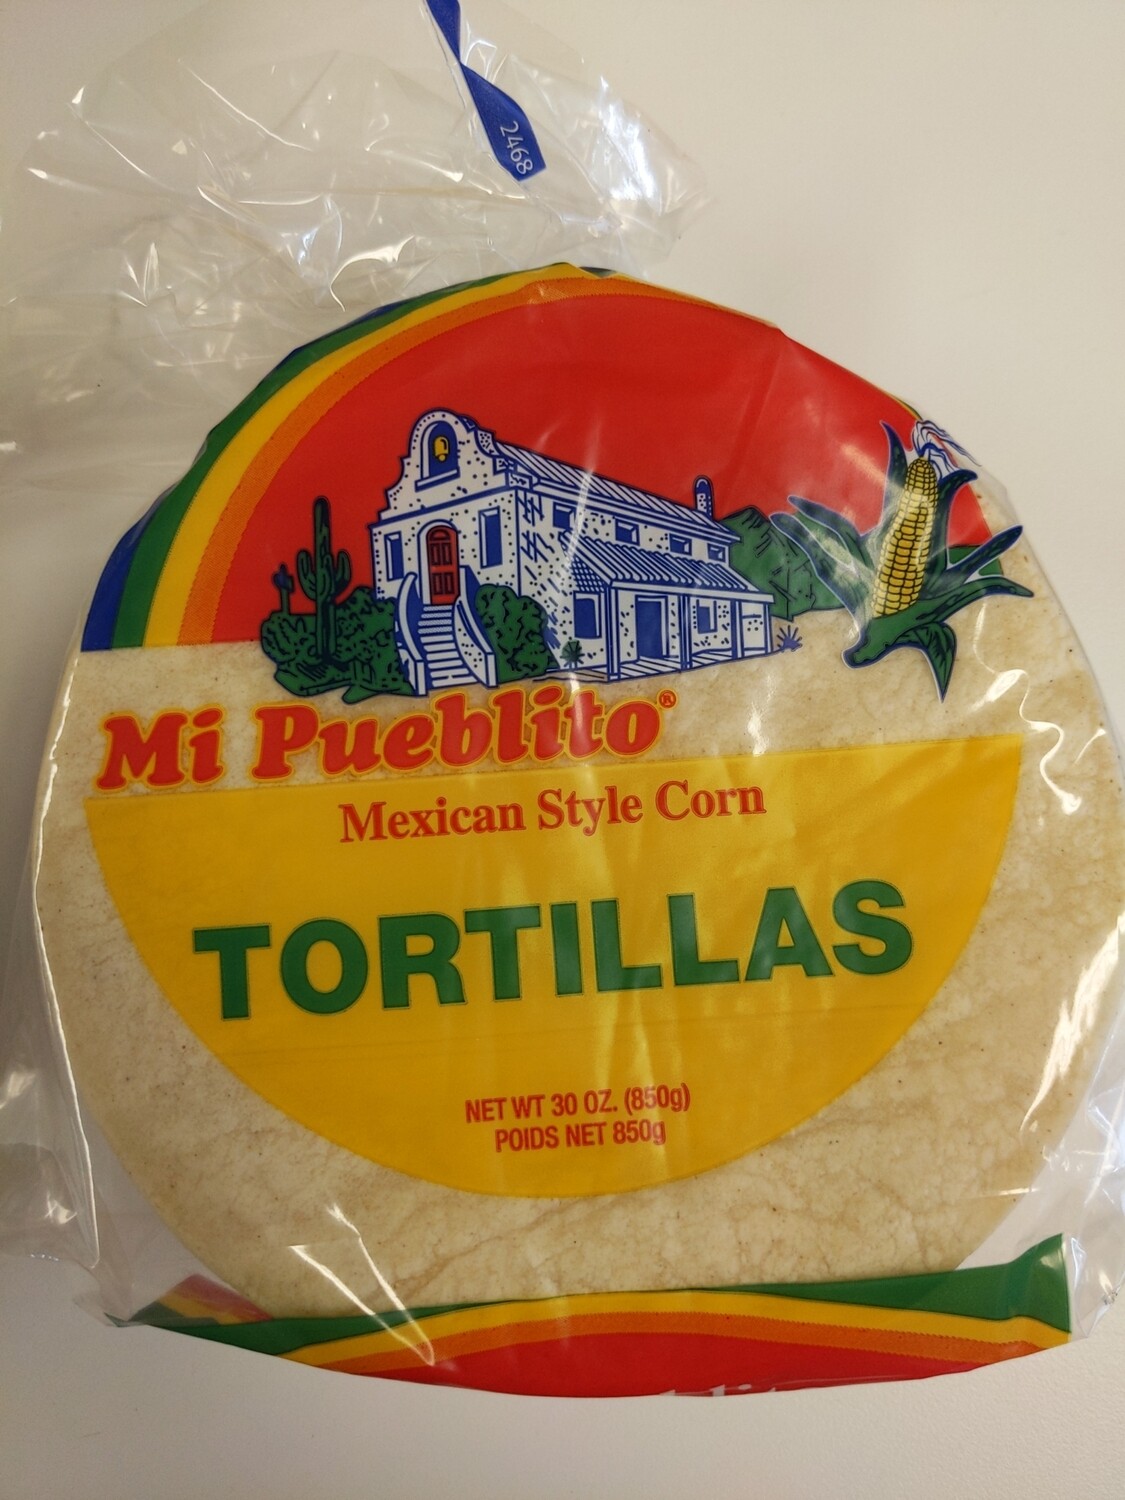 2468
Mi Pueblito®
Mexican Style Corn
TORTILLAS
NET WT 30 OZ. (850g)
POIDS NET 850g